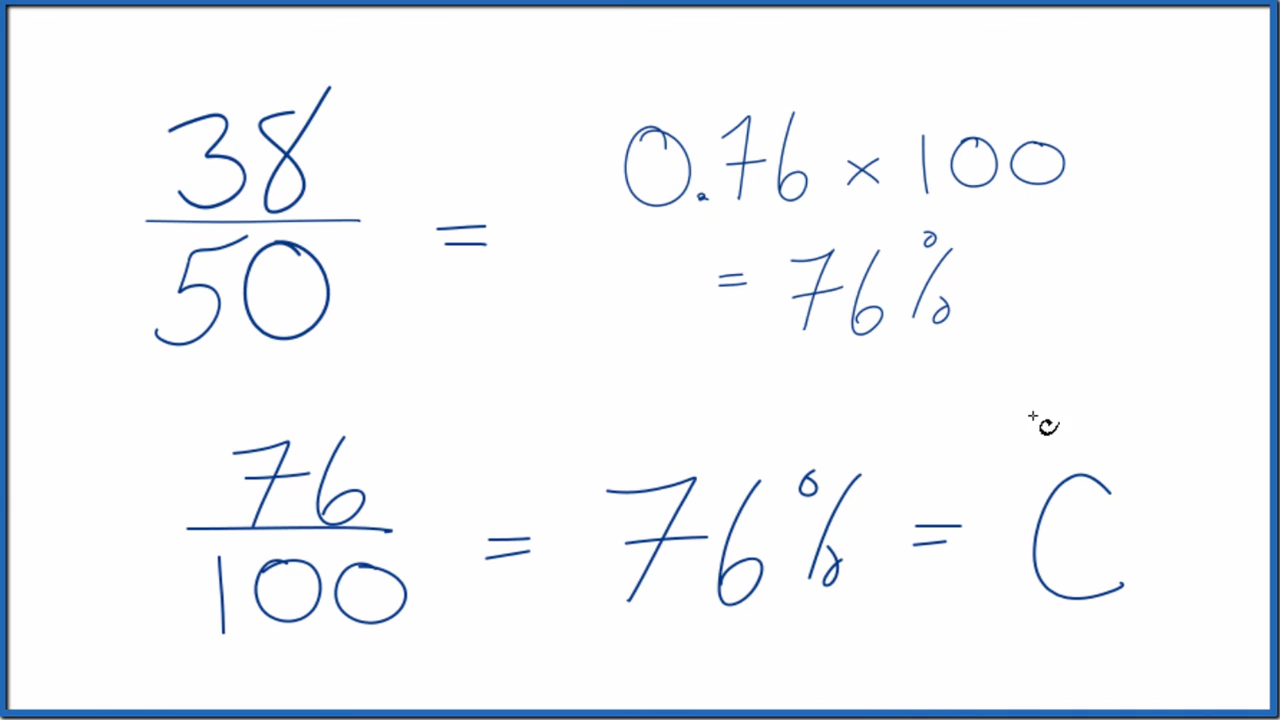 38/50 = 0.76 × 100
= 76%
76/100 = 76% = C